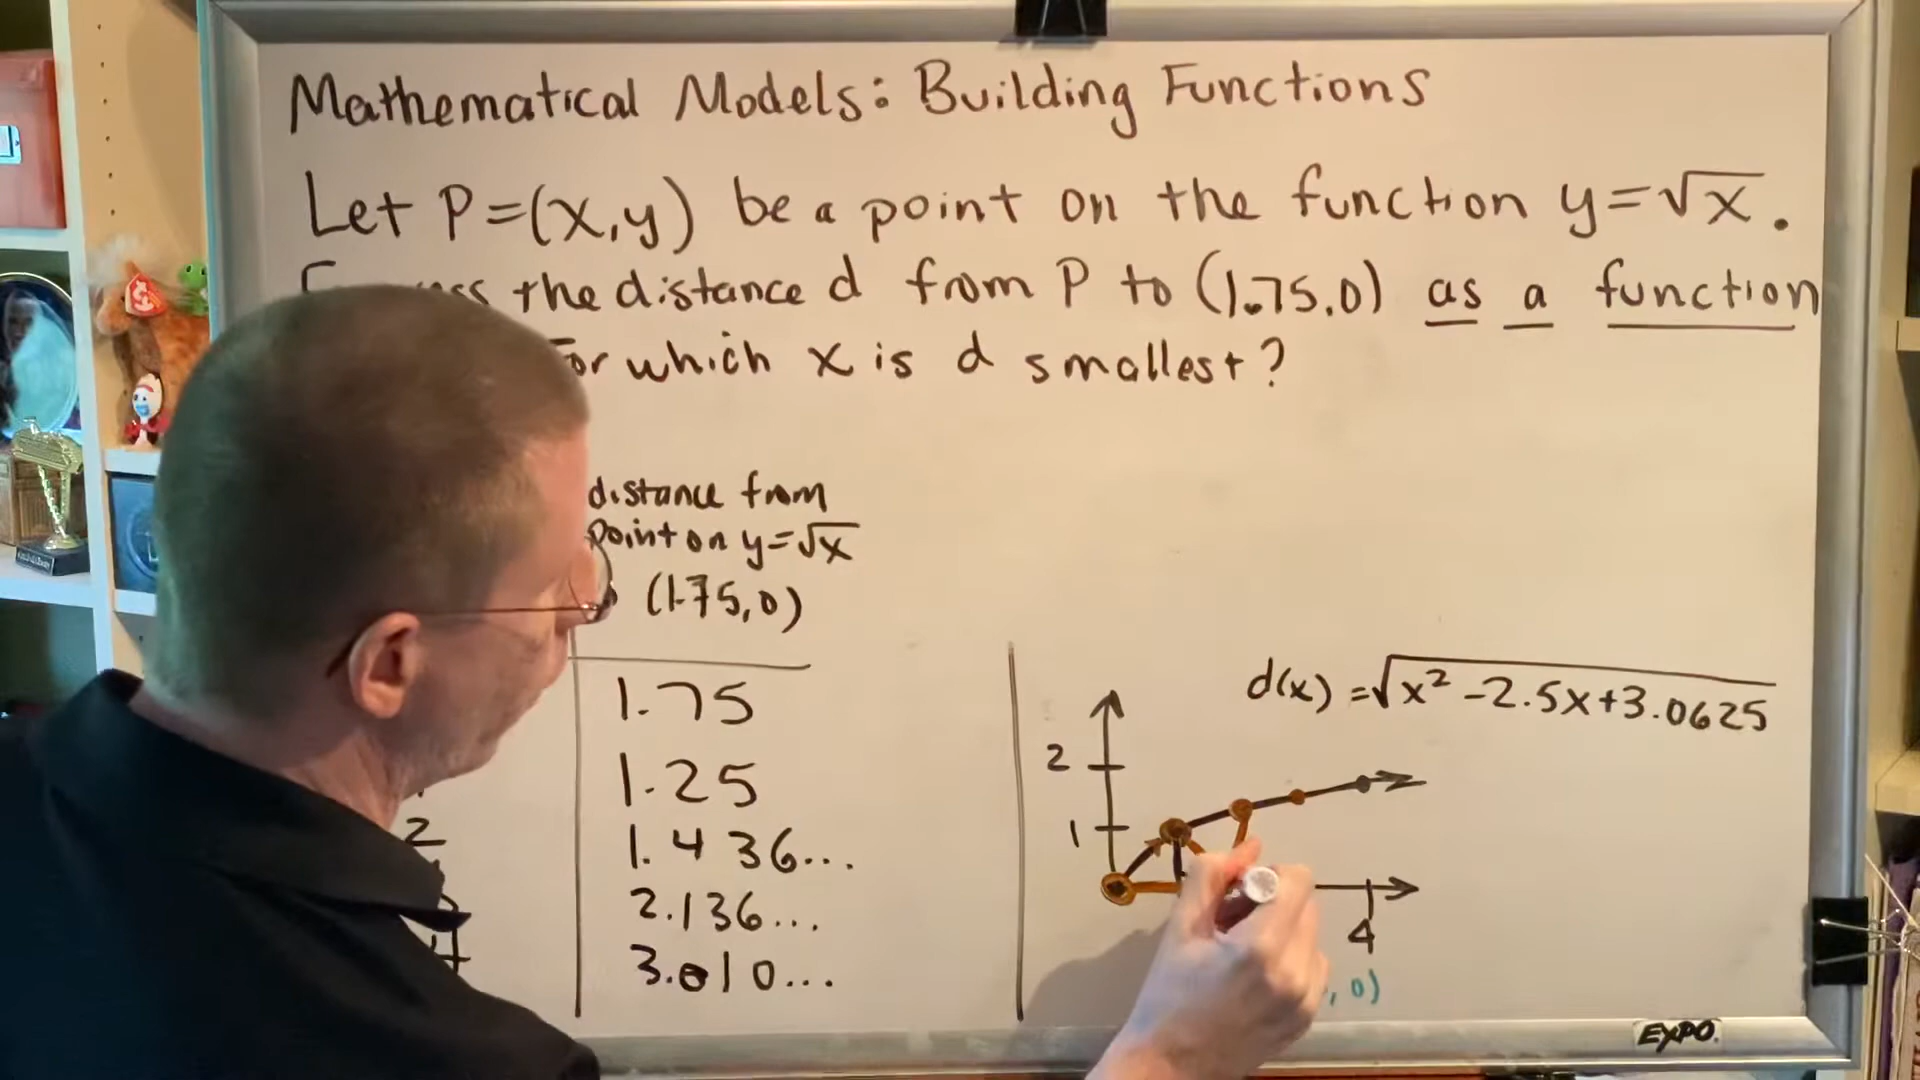 Mathematical Models: Building Functions
Let P=(x,y) be a point on the function y=√x.
the distance d from P to (1.75,0) as a function
which x is d smallest?
distance from
point on y=√x
(1.75,0)
1.75
1.25
2 1.436...
2.136...
4 3.010...
d(x) = √x² -2.5x+3.0625
2
1
4
, 0)
EXPO.